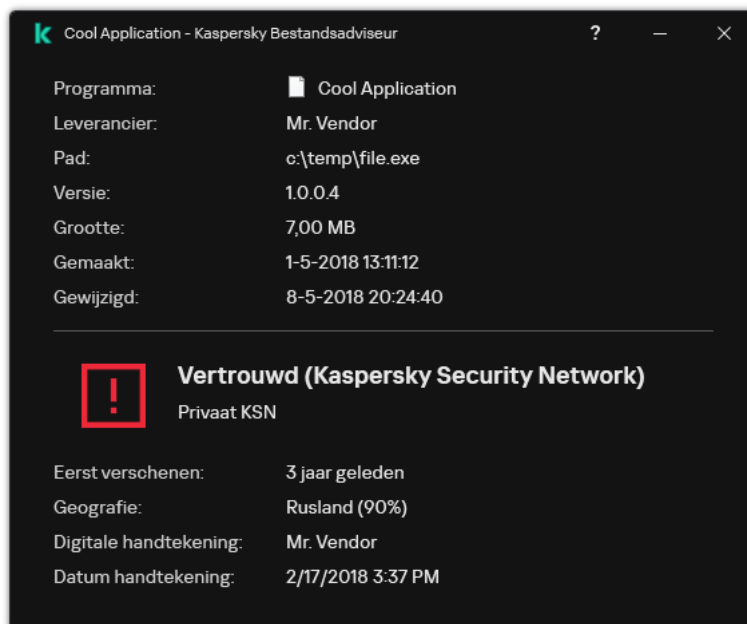 Cool Application - Kaspersky Bestandsadviseur ?
Programma: Cool Application
Leverancier: Mr. Vendor
Pad: c:\temp\file.exe
Versie: 1.0.0.4
Grootte: 7,00 MB
Gemaakt: 1-5-2018 13:11:12
Gewijzigd: 8-5-2018 20:24:40
Vertrouwd (Kaspersky Security Network)
Privaat KSN
Eerst verschenen: 3 jaar geleden
Geografie: Rusland (90%)
Digitale handtekening: Mr. Vendor
Datum handtekening: 2/17/2018 3:37 PM